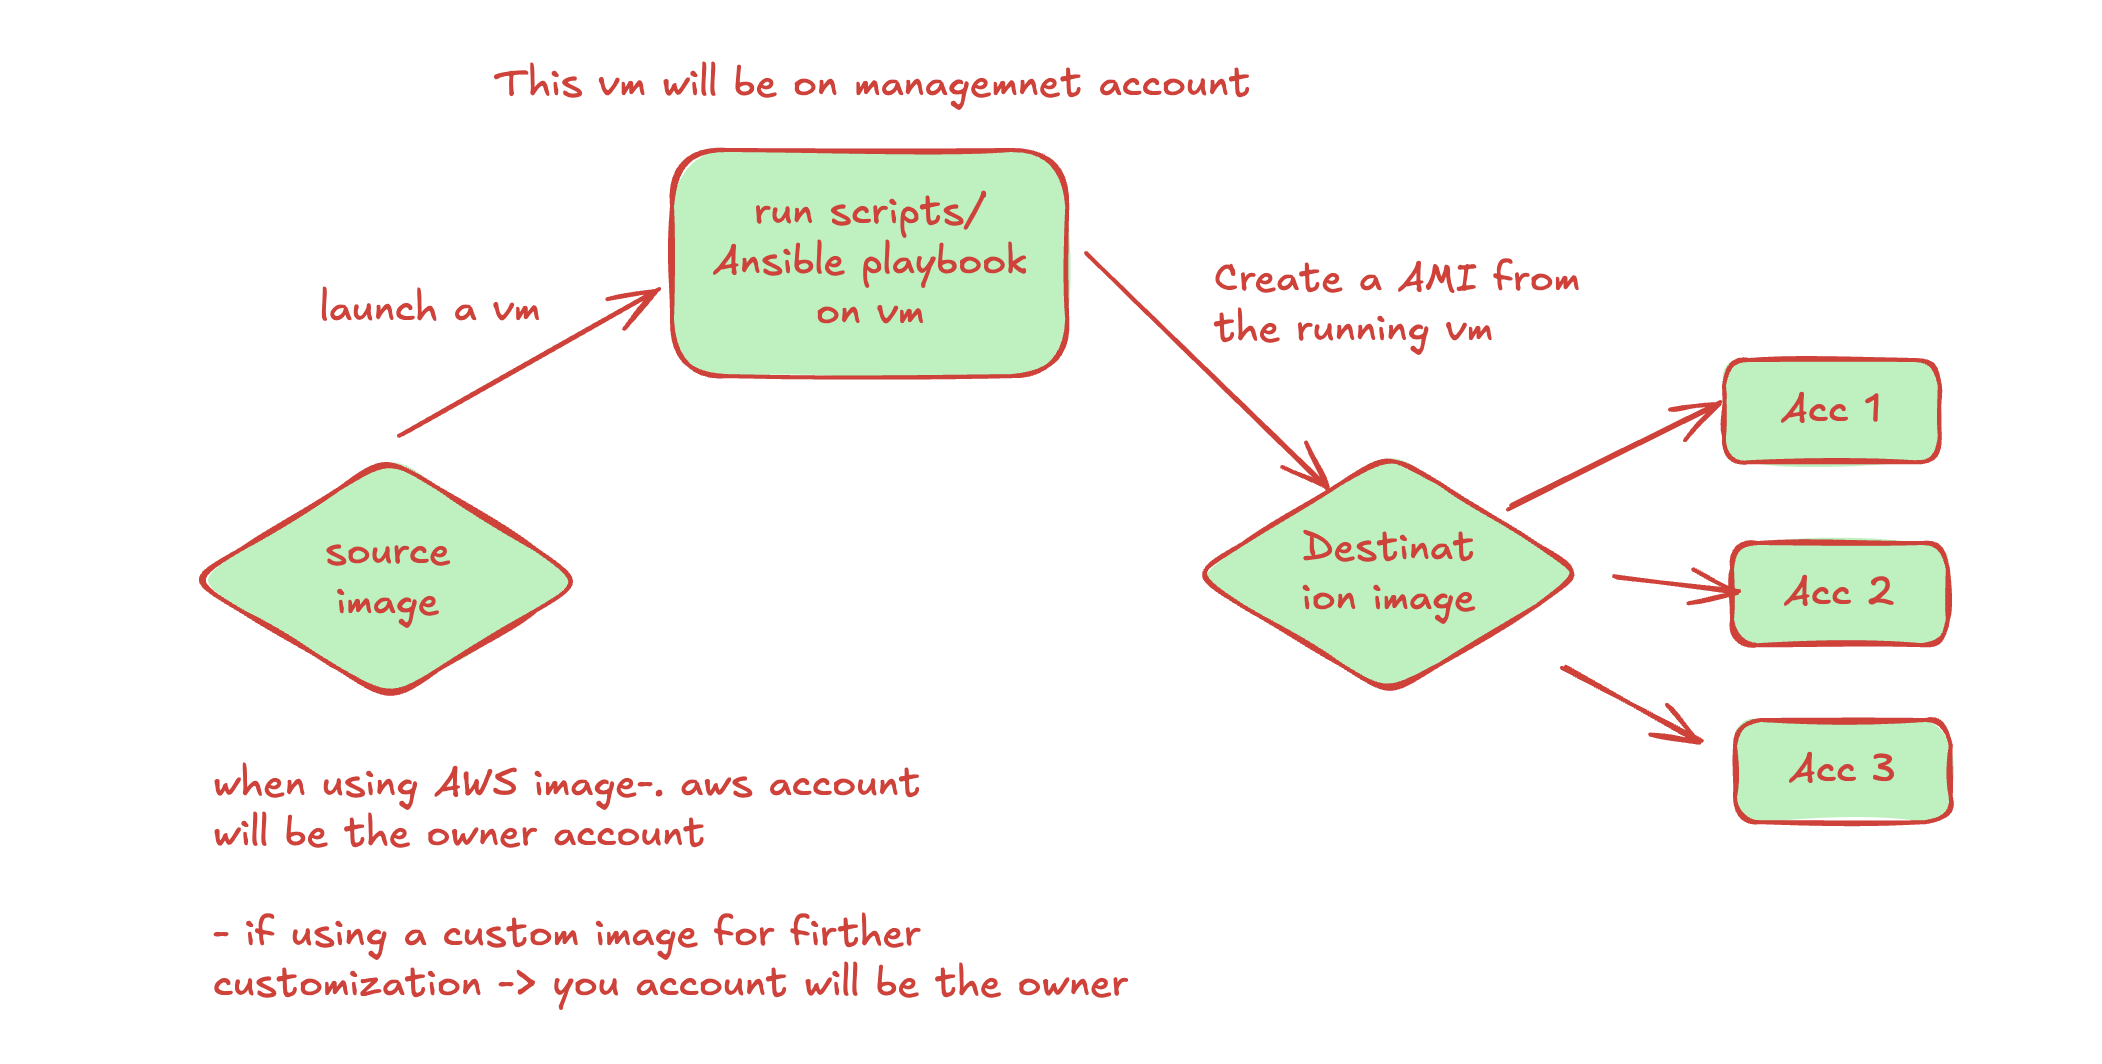 This vm will be on managemnet account
run scripts/
Ansible playbook
on vm
launch a vm
Create a AMI from
the running vm
Acc 1
source
image
Destinat
ion image
Acc 2
Acc 3
when using AWS image-. aws account
will be the owner account
- if using a custom image for firther
customization -> you account will be the owner